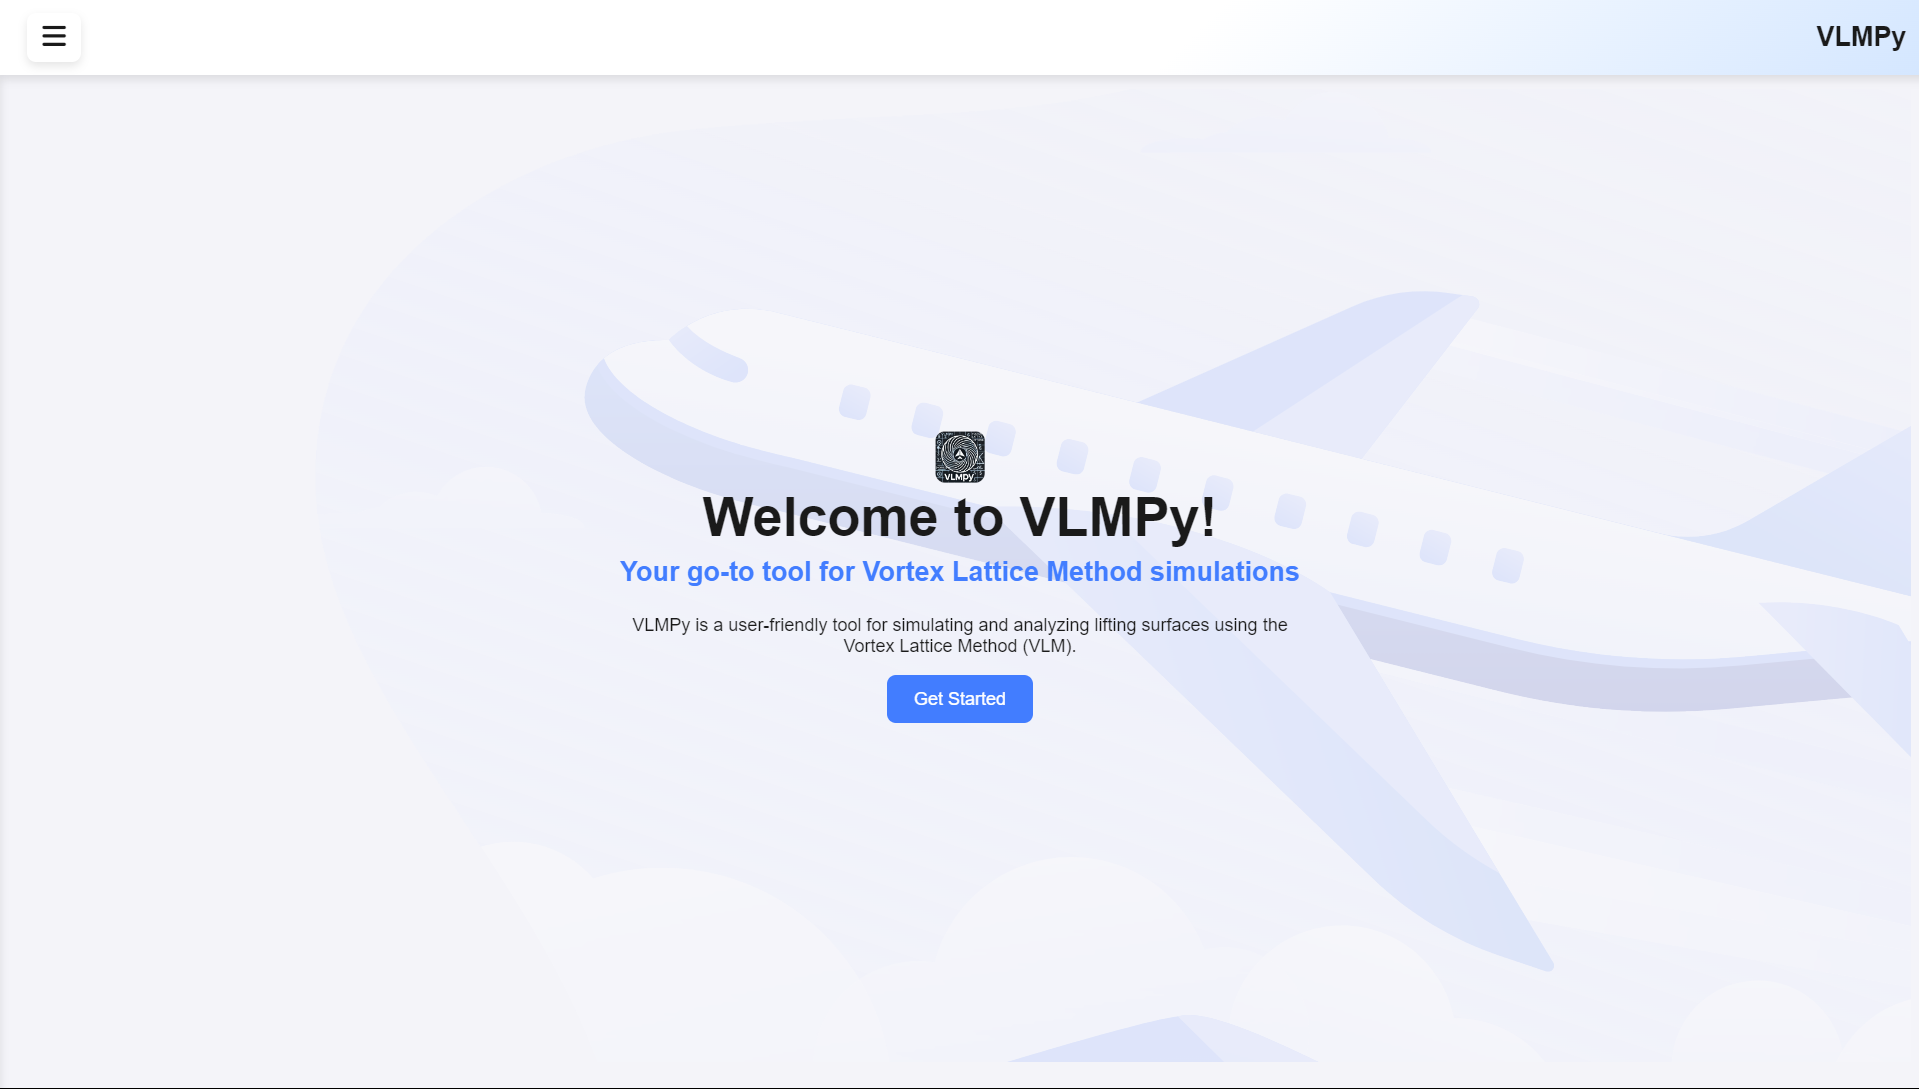 VLMPy
VLMPy
Welcome to VLMPy!
Your go-to tool for Vortex Lattice Method simulations
VLMPy is a user-friendly tool for simulating and analyzing lifting surfaces using the
Vortex Lattice Method (VLM).
Get Started